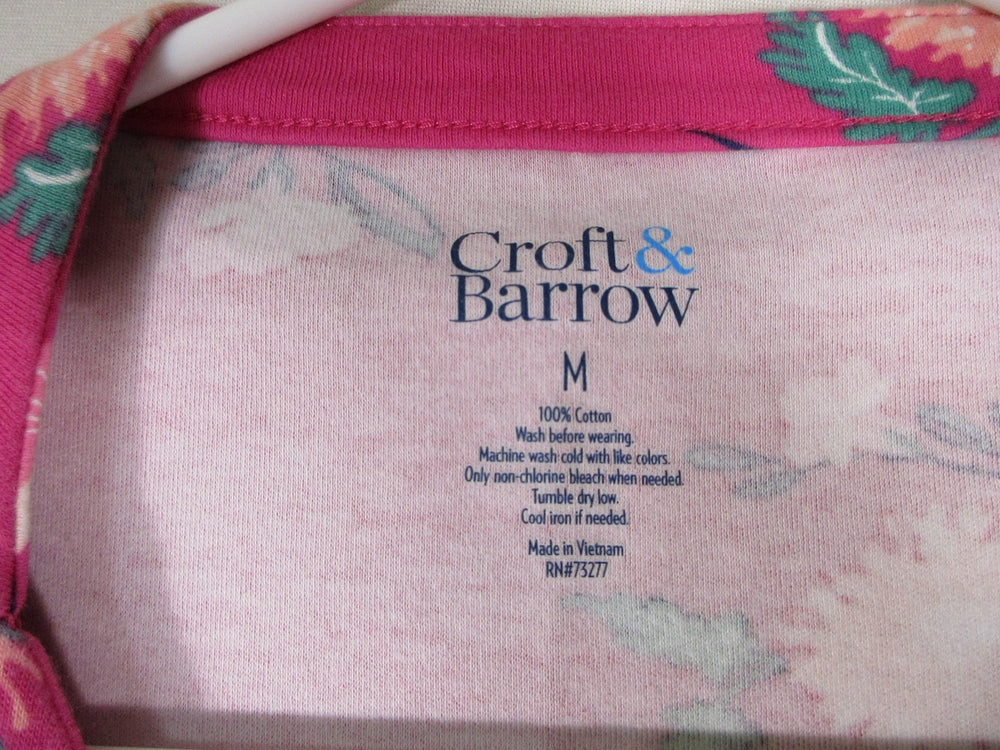 Croft &
Barrow
M
100% Cotton
Wash before wearing.
Machine wash cold with like colors.
Only non-chlorine bleach when needed.
Tumble dry low.
Cool iron if needed.
Made in Vietnam
RN#73277